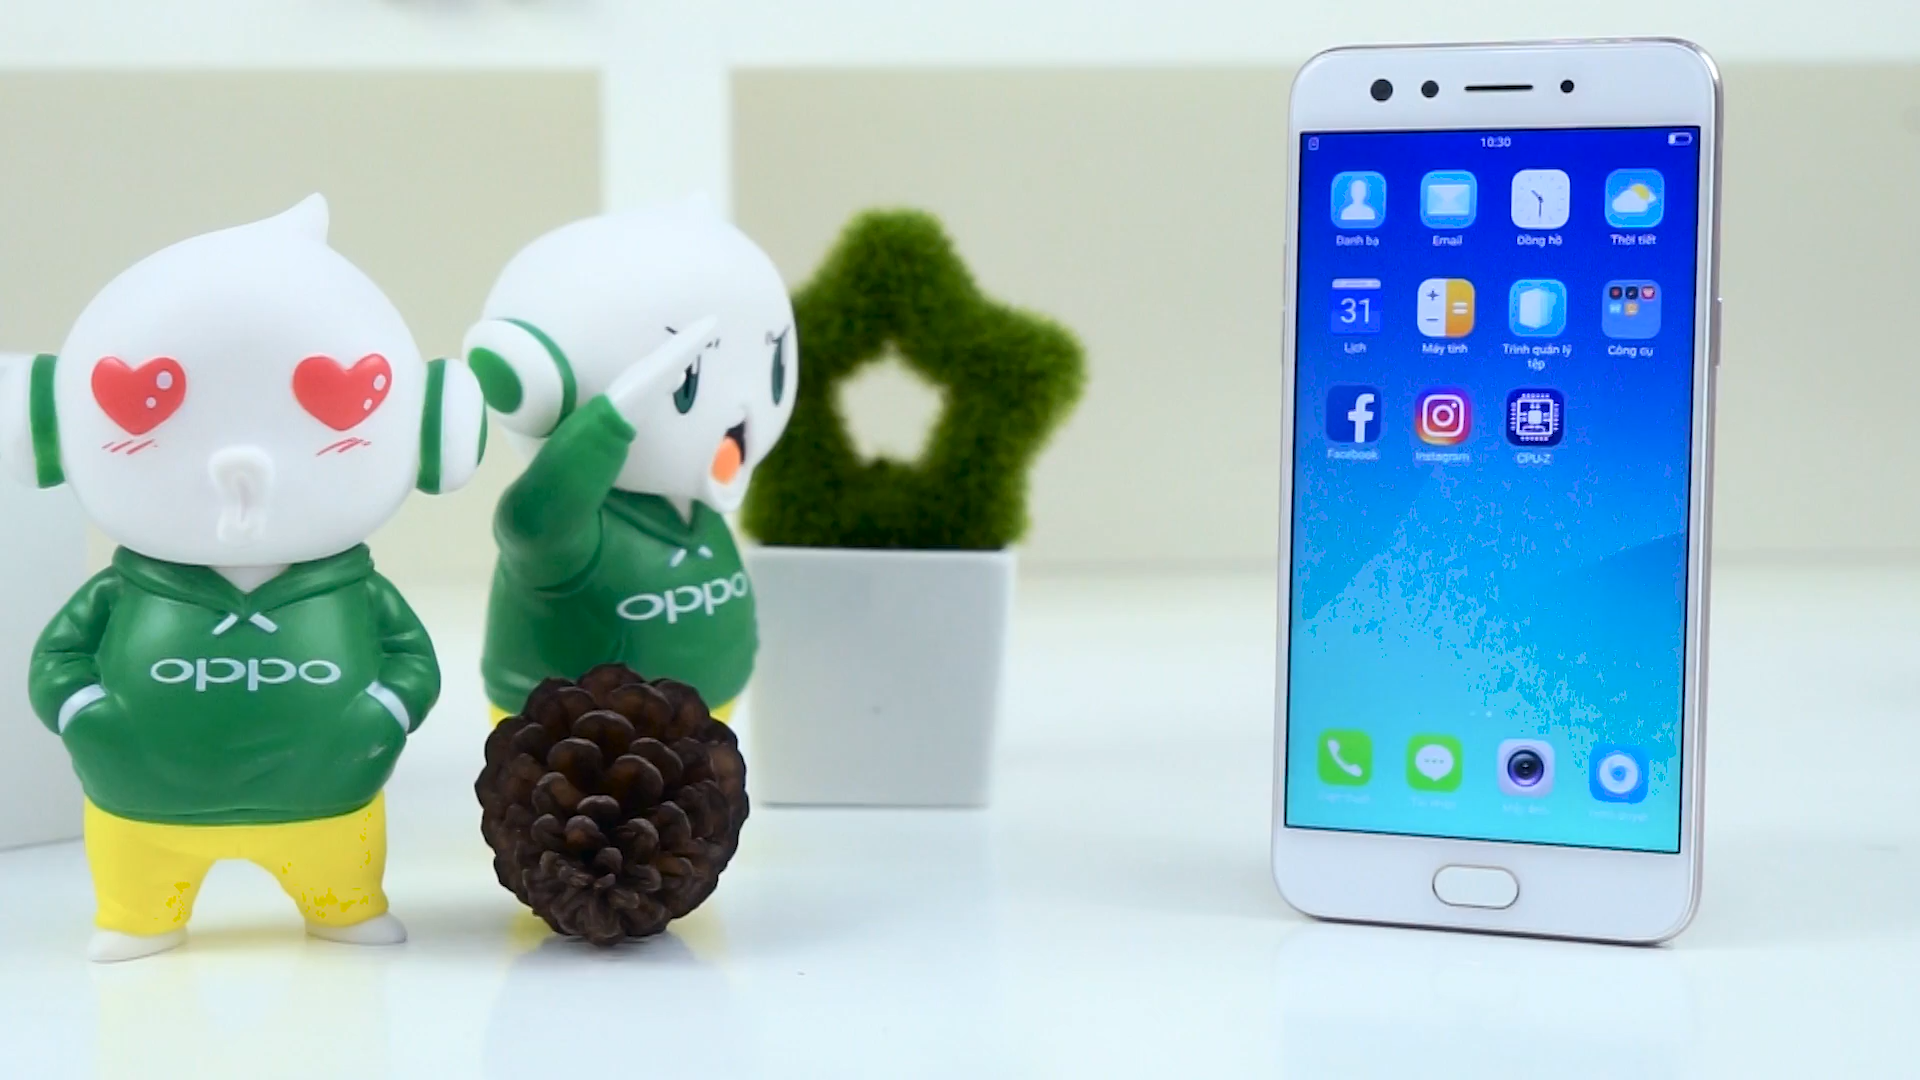 oppo
oppo
10:30
Danh bạ
Email
Đồng hồ
Thời tiết
31
Lịch
Máy tính
Trình quản lý
tệp
Công cụ
Facebook
Instagram
CPU-Z